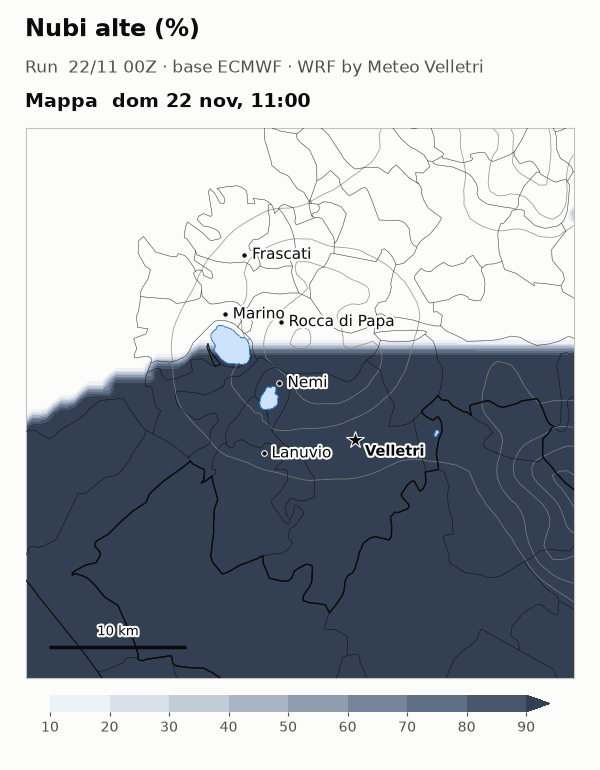 Nubi alte (%)
Run  22/11 00Z · base ECMWF · WRF by Meteo Velletri
Mappa  dom 22 nov, 11:00
Frascati
Marino
Rocca di Papa
Nemi
Velletri
Lanuvio
10 km
10 20 30 40 50 60 70 80 90